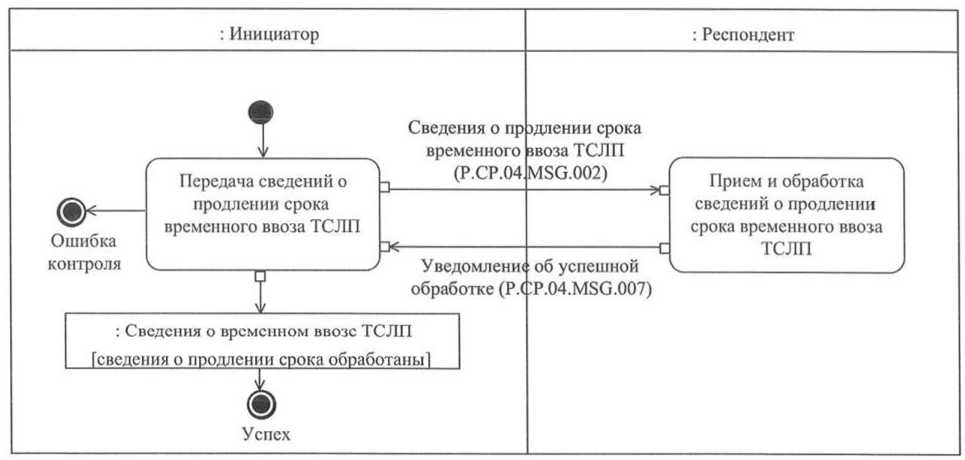 : Инициатор
: Респондент
Сведения о продлении срока
временного ввоза ТСЛП
(P.CP.04.MSG.002)
Передача сведений о
продлении срока
временного ввоза ТСЛП
Прием и обработка
сведений о продлении
срока временного ввоза
ТСЛП
Ошибка
контроля
Уведомление об успешной
обработке (P.CP.04.MSG.007)
: Сведения о временном ввозе ТСЛП
[сведения о продлении срока обработаны]
Успех